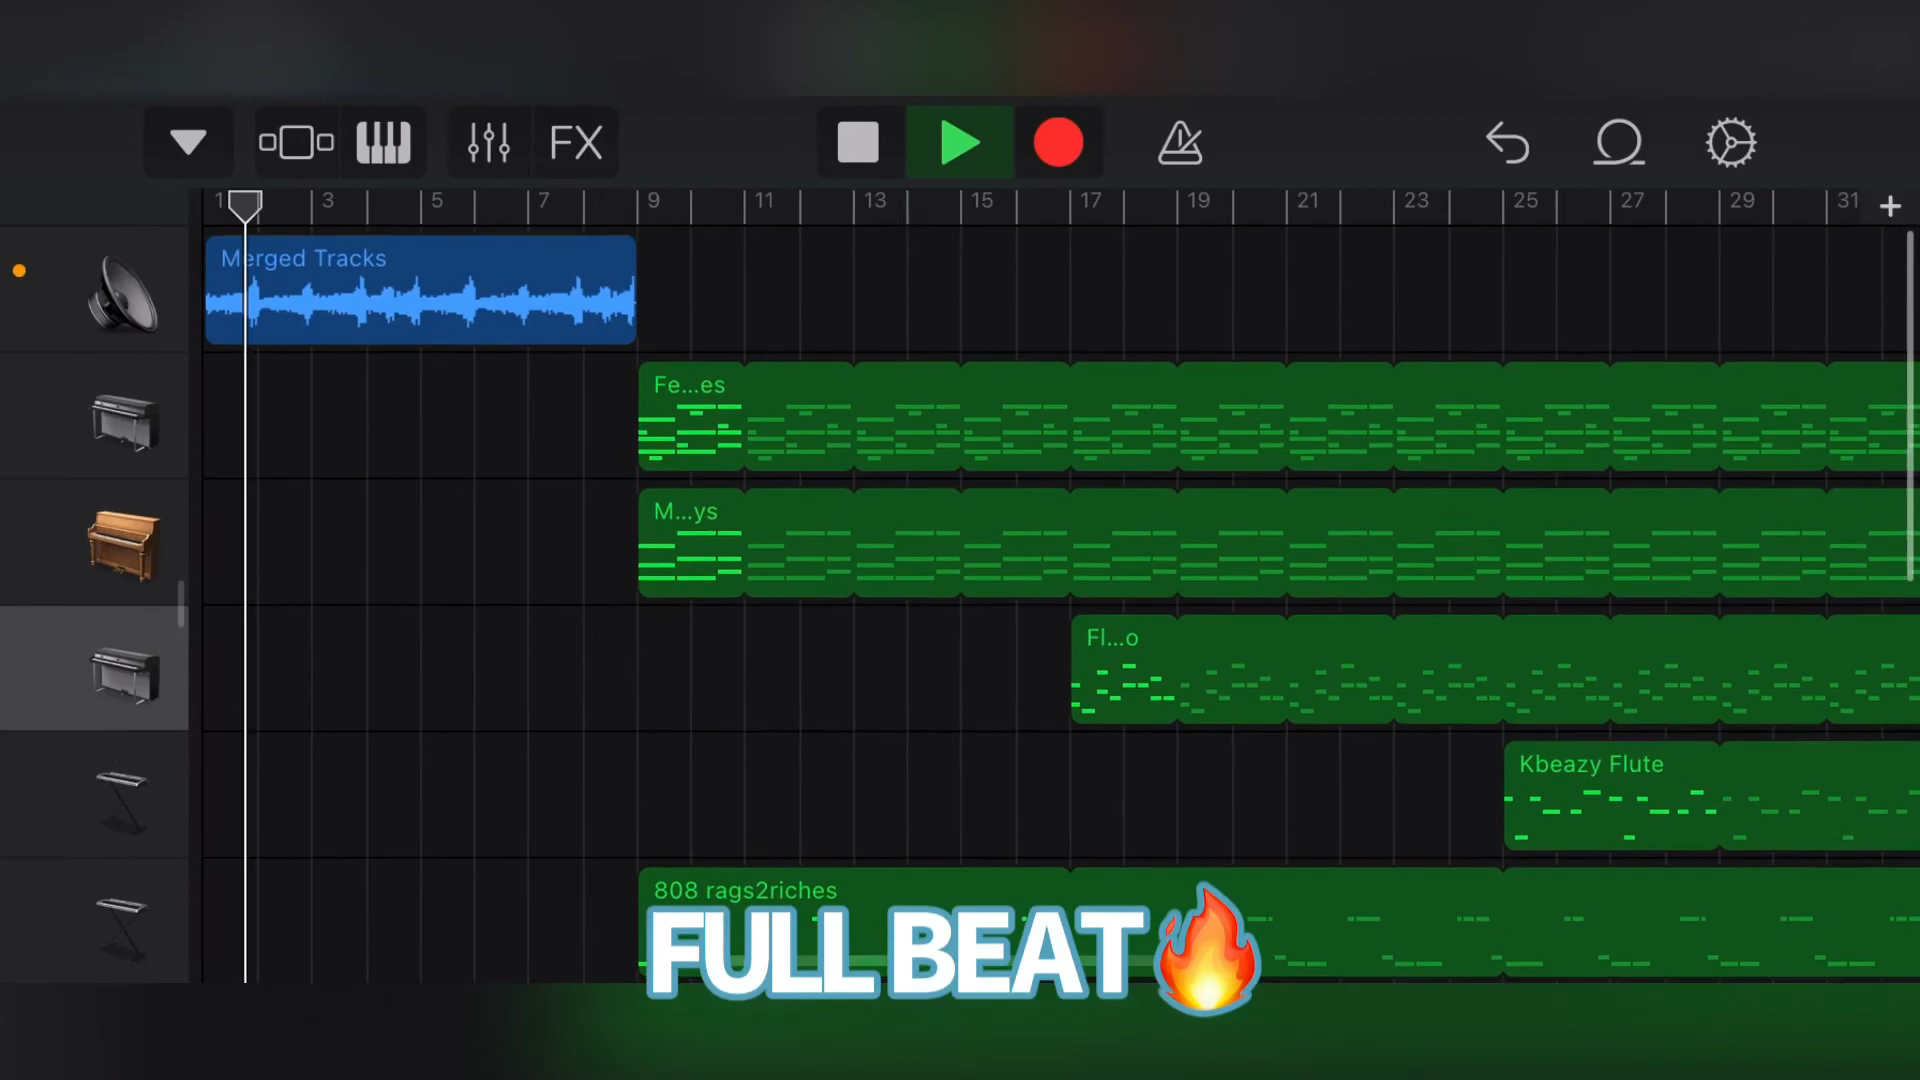 FX
1 3 5 7 9 11 13 15 17 19 21 23 25 27 29 31 +
Merged Tracks
Fe...es
M...ys
Fl...o
Kbeazy Flute
808 rags2riches
FULL BEAT🔥